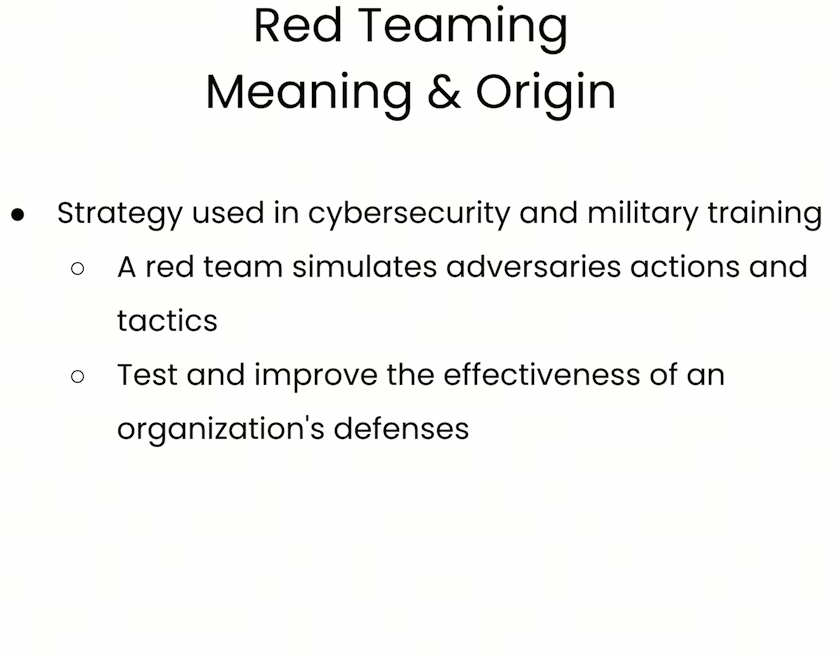 Red Teaming
Meaning & Origin
● Strategy used in cybersecurity and military training
○ A red team simulates adversaries actions and
tactics
○ Test and improve the effectiveness of an
organization's defenses